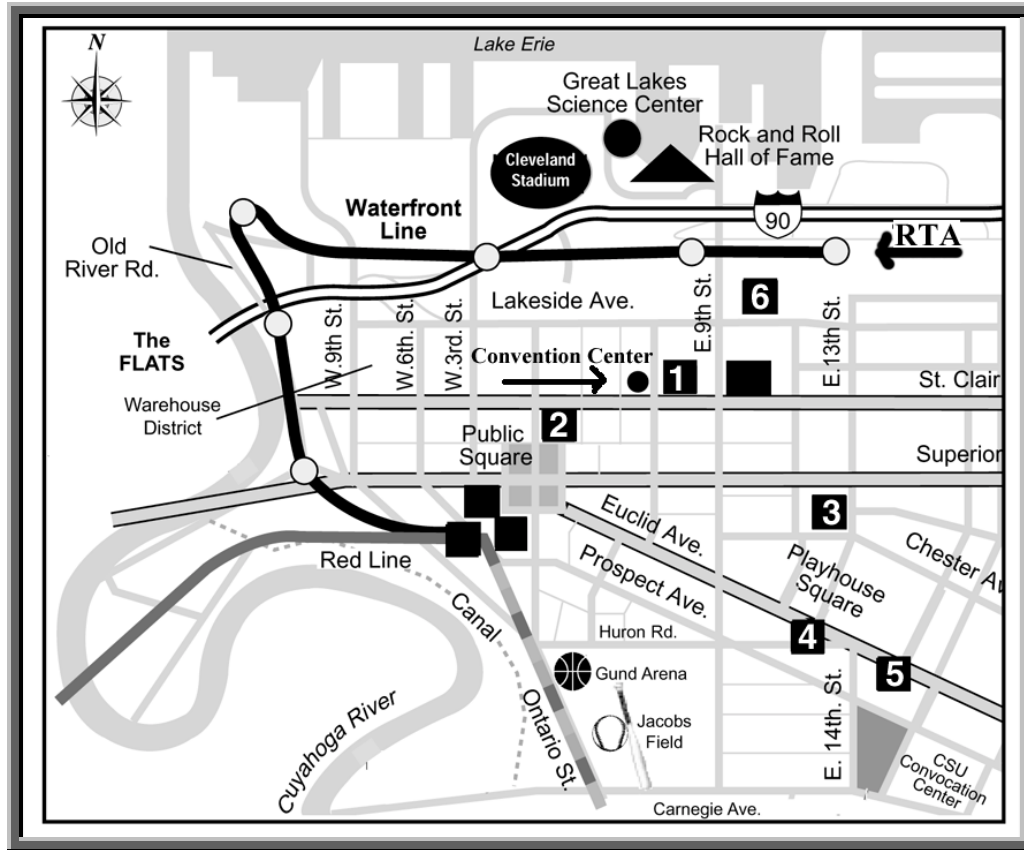 N
Lake Erie
Great Lakes
Science Center
Rock and Roll
Hall of Fame
Cleveland
Stadium
90
Waterfront
Line
RTA
Old
River Rd.
6
Lakeside Ave.
The
FLATS
W.9th St.
W.6th. St.
W.3rd. St.
E.9th St.
E.13th St.
Convention Center
1
St. Clair
Warehouse
District
2
Public
Square
Superior
3
Euclid Ave.
Chester Av
Playhouse
Square
Prospect Ave.
Red Line
Canal
Huron Rd.
4
5
Gund Arena
Jacobs
Field
Ontario St.
E. 14th. St.
Cuyahoga River
CSU
Convocation
Center
Carnegie Ave.